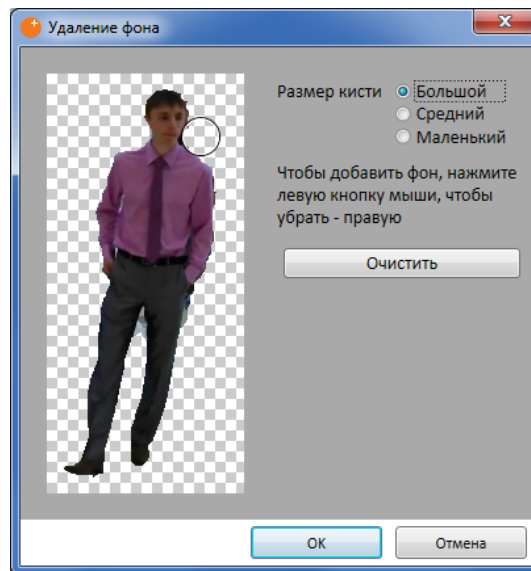 Удаление фона
Размер кисти Большой
Средний
Маленький
Чтобы добавить фон, нажмите
левую кнопку мыши, чтобы
убрать - правую
Очистить
OK Отмена